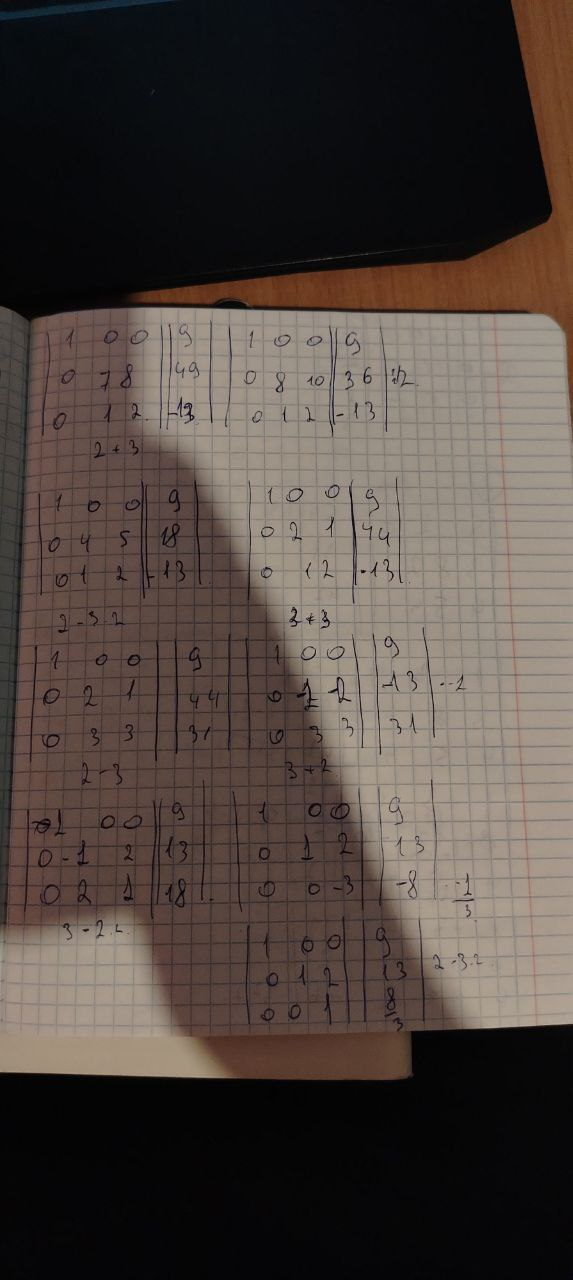 1 0 0 | 9    1 0 0 | 9
0 7 8 | 49    0 8 10 | 36 | :2
0 1 2 | -13    0 1 2 | -13
2+3
1 0 0 | 9    1 0 0 | 9
0 4 5 | 18    0 2 1 | 44
0 1 2 | -13    0 1 2 | -13
2-3·2    3+3
1 0 0 | 9    1 0 0 | 9
0 2 1 | 44    0 -2 | -13 | ·-1
0 3 3 | 31    0 3 3 | 31
2-3    3+2
1 0 0 | 9    1 0 0 | 9
0 -1 2 | 13    0 1 2 | 13
0 2 1 | 18    0 0 -3 | -8 | ·-1/3
3-2·2
1 0 0 | 9
0 1 2 | 13 | 2-3·2
0 0 1 | 8/3